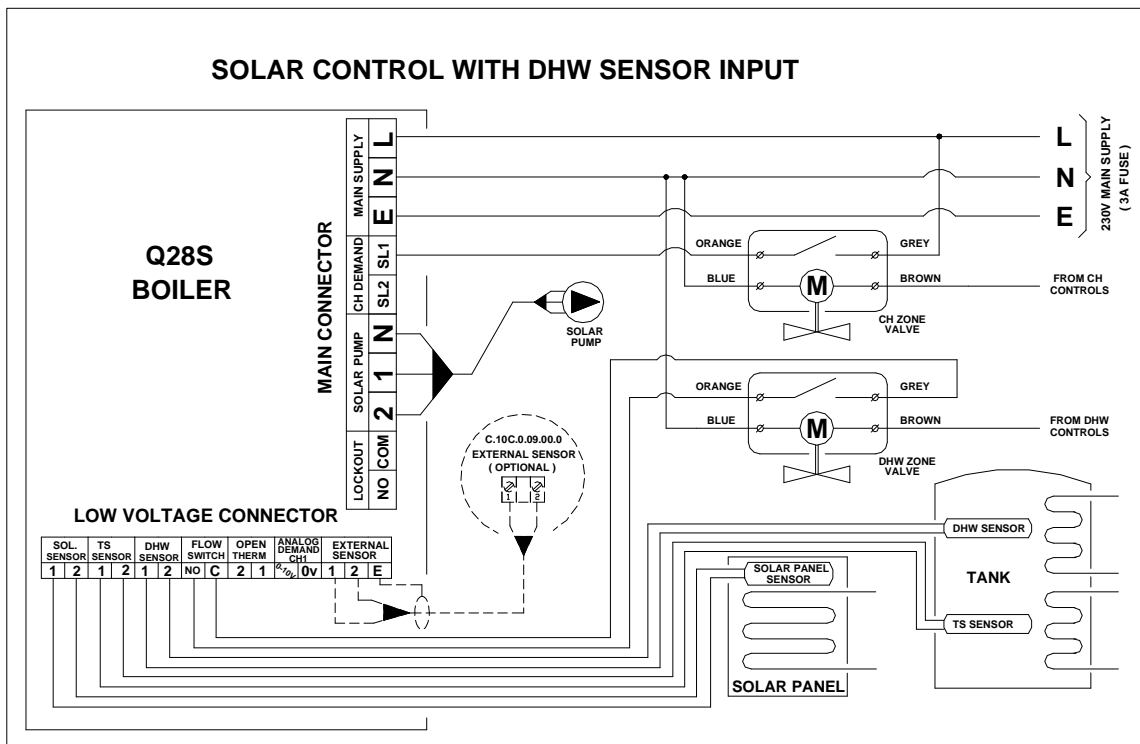 SOLAR CONTROL WITH DHW SENSOR INPUT
Q28S
BOILER
MAIN CONNECTOR
MAIN SUPPLY
L
N
E
CH DEMAND
SL1
SL2
SOLAR PUMP
N
1
2
LOCKOUT
COM
NO
L
N
E
230V MAIN SUPPLY
( 3A FUSE )
ORANGE
GREY
BLUE
M
BROWN
FROM CH
CONTROLS
CH ZONE
VALVE
SOLAR
PUMP
ORANGE
GREY
BLUE
M
BROWN
FROM DHW
CONTROLS
DHW ZONE
VALVE
C.10C.0.09.00.0
EXTERNAL SENSOR
( OPTIONAL )
1 2
LOW VOLTAGE CONNECTOR
SOL.
SENSOR
TS
SENSOR
DHW
SENSOR
FLOW
SWITCH
OPEN
THERM
ANALOG
DEMAND
CH1
EXTERNAL
SENSOR
1 2 1 2 1 2 NO C 2 1 0-10V 0v 1 2 E
DHW SENSOR
TANK
TS SENSOR
SOLAR PANEL
SENSOR
SOLAR PANEL